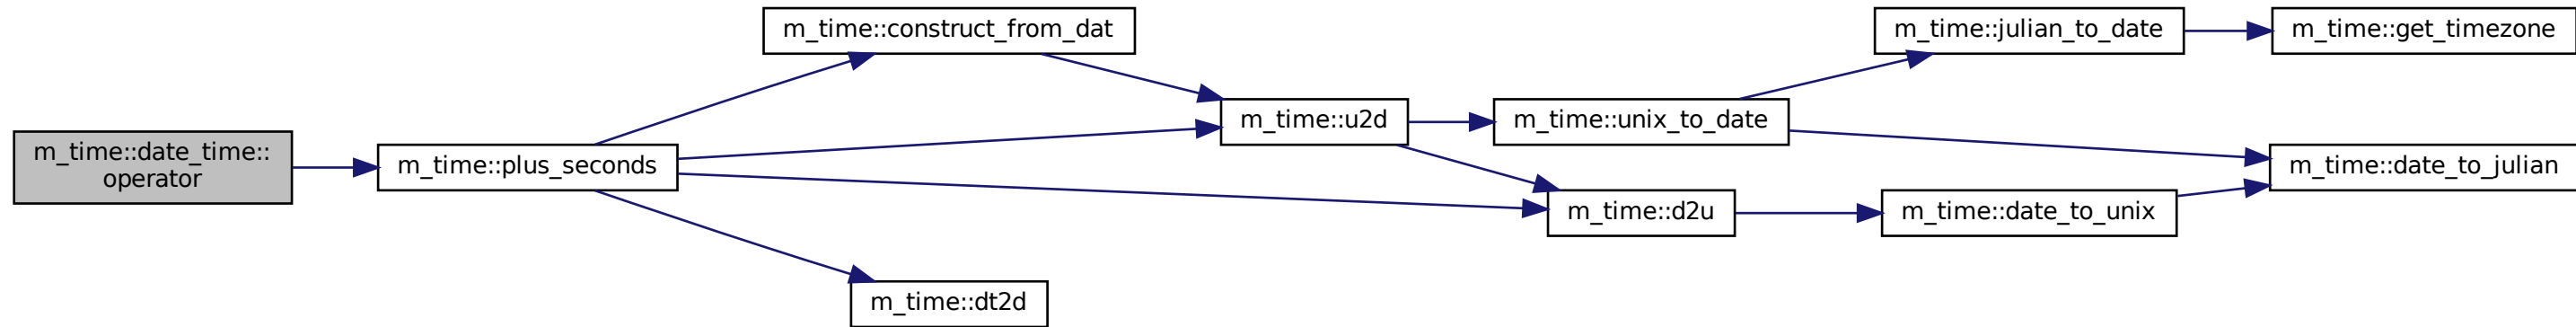 m_time::date_time::
operator
m_time::plus_seconds
m_time::construct_from_dat
m_time::dt2d
m_time::u2d
m_time::unix_to_date
m_time::d2u
m_time::julian_to_date
m_time::date_to_unix
m_time::get_timezone
m_time::date_to_julian